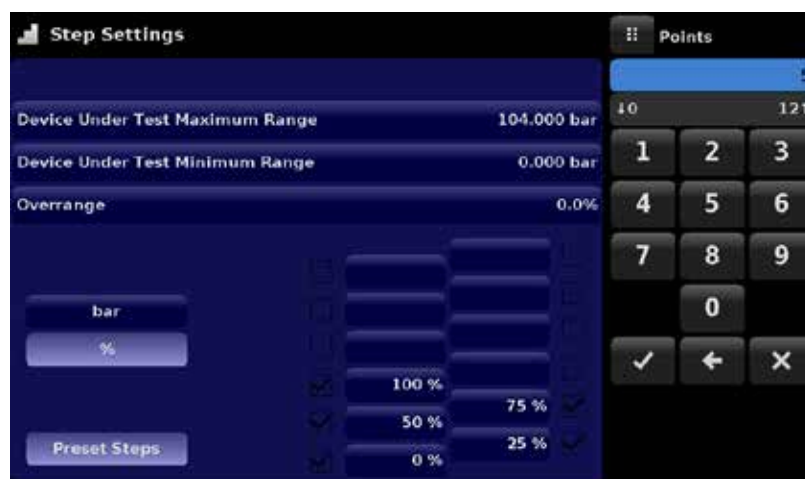 Step Settings
Points
Device Under Test Maximum Range 104.000 bar
Device Under Test Minimum Range 0.000 bar
Overrange 0.0%
↓0
1 2 3
4 5 6
7 8 9
0
bar
%
100 %
75 %
50 %
25 %
0 %
Preset Steps